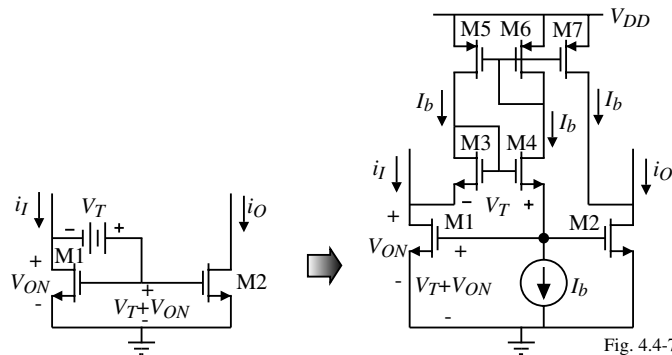 V_DD
M5 M6 M7
I_b I_b I_b
M3 M4
i_I V_T i_O
- +
i_I V_T i_O
- +
+ M1 M2
V_ON +
- V_T+V_ON I_b
-
+ M1
V_ON + M2
- V_T+V_ON
-
Fig. 4.4-7